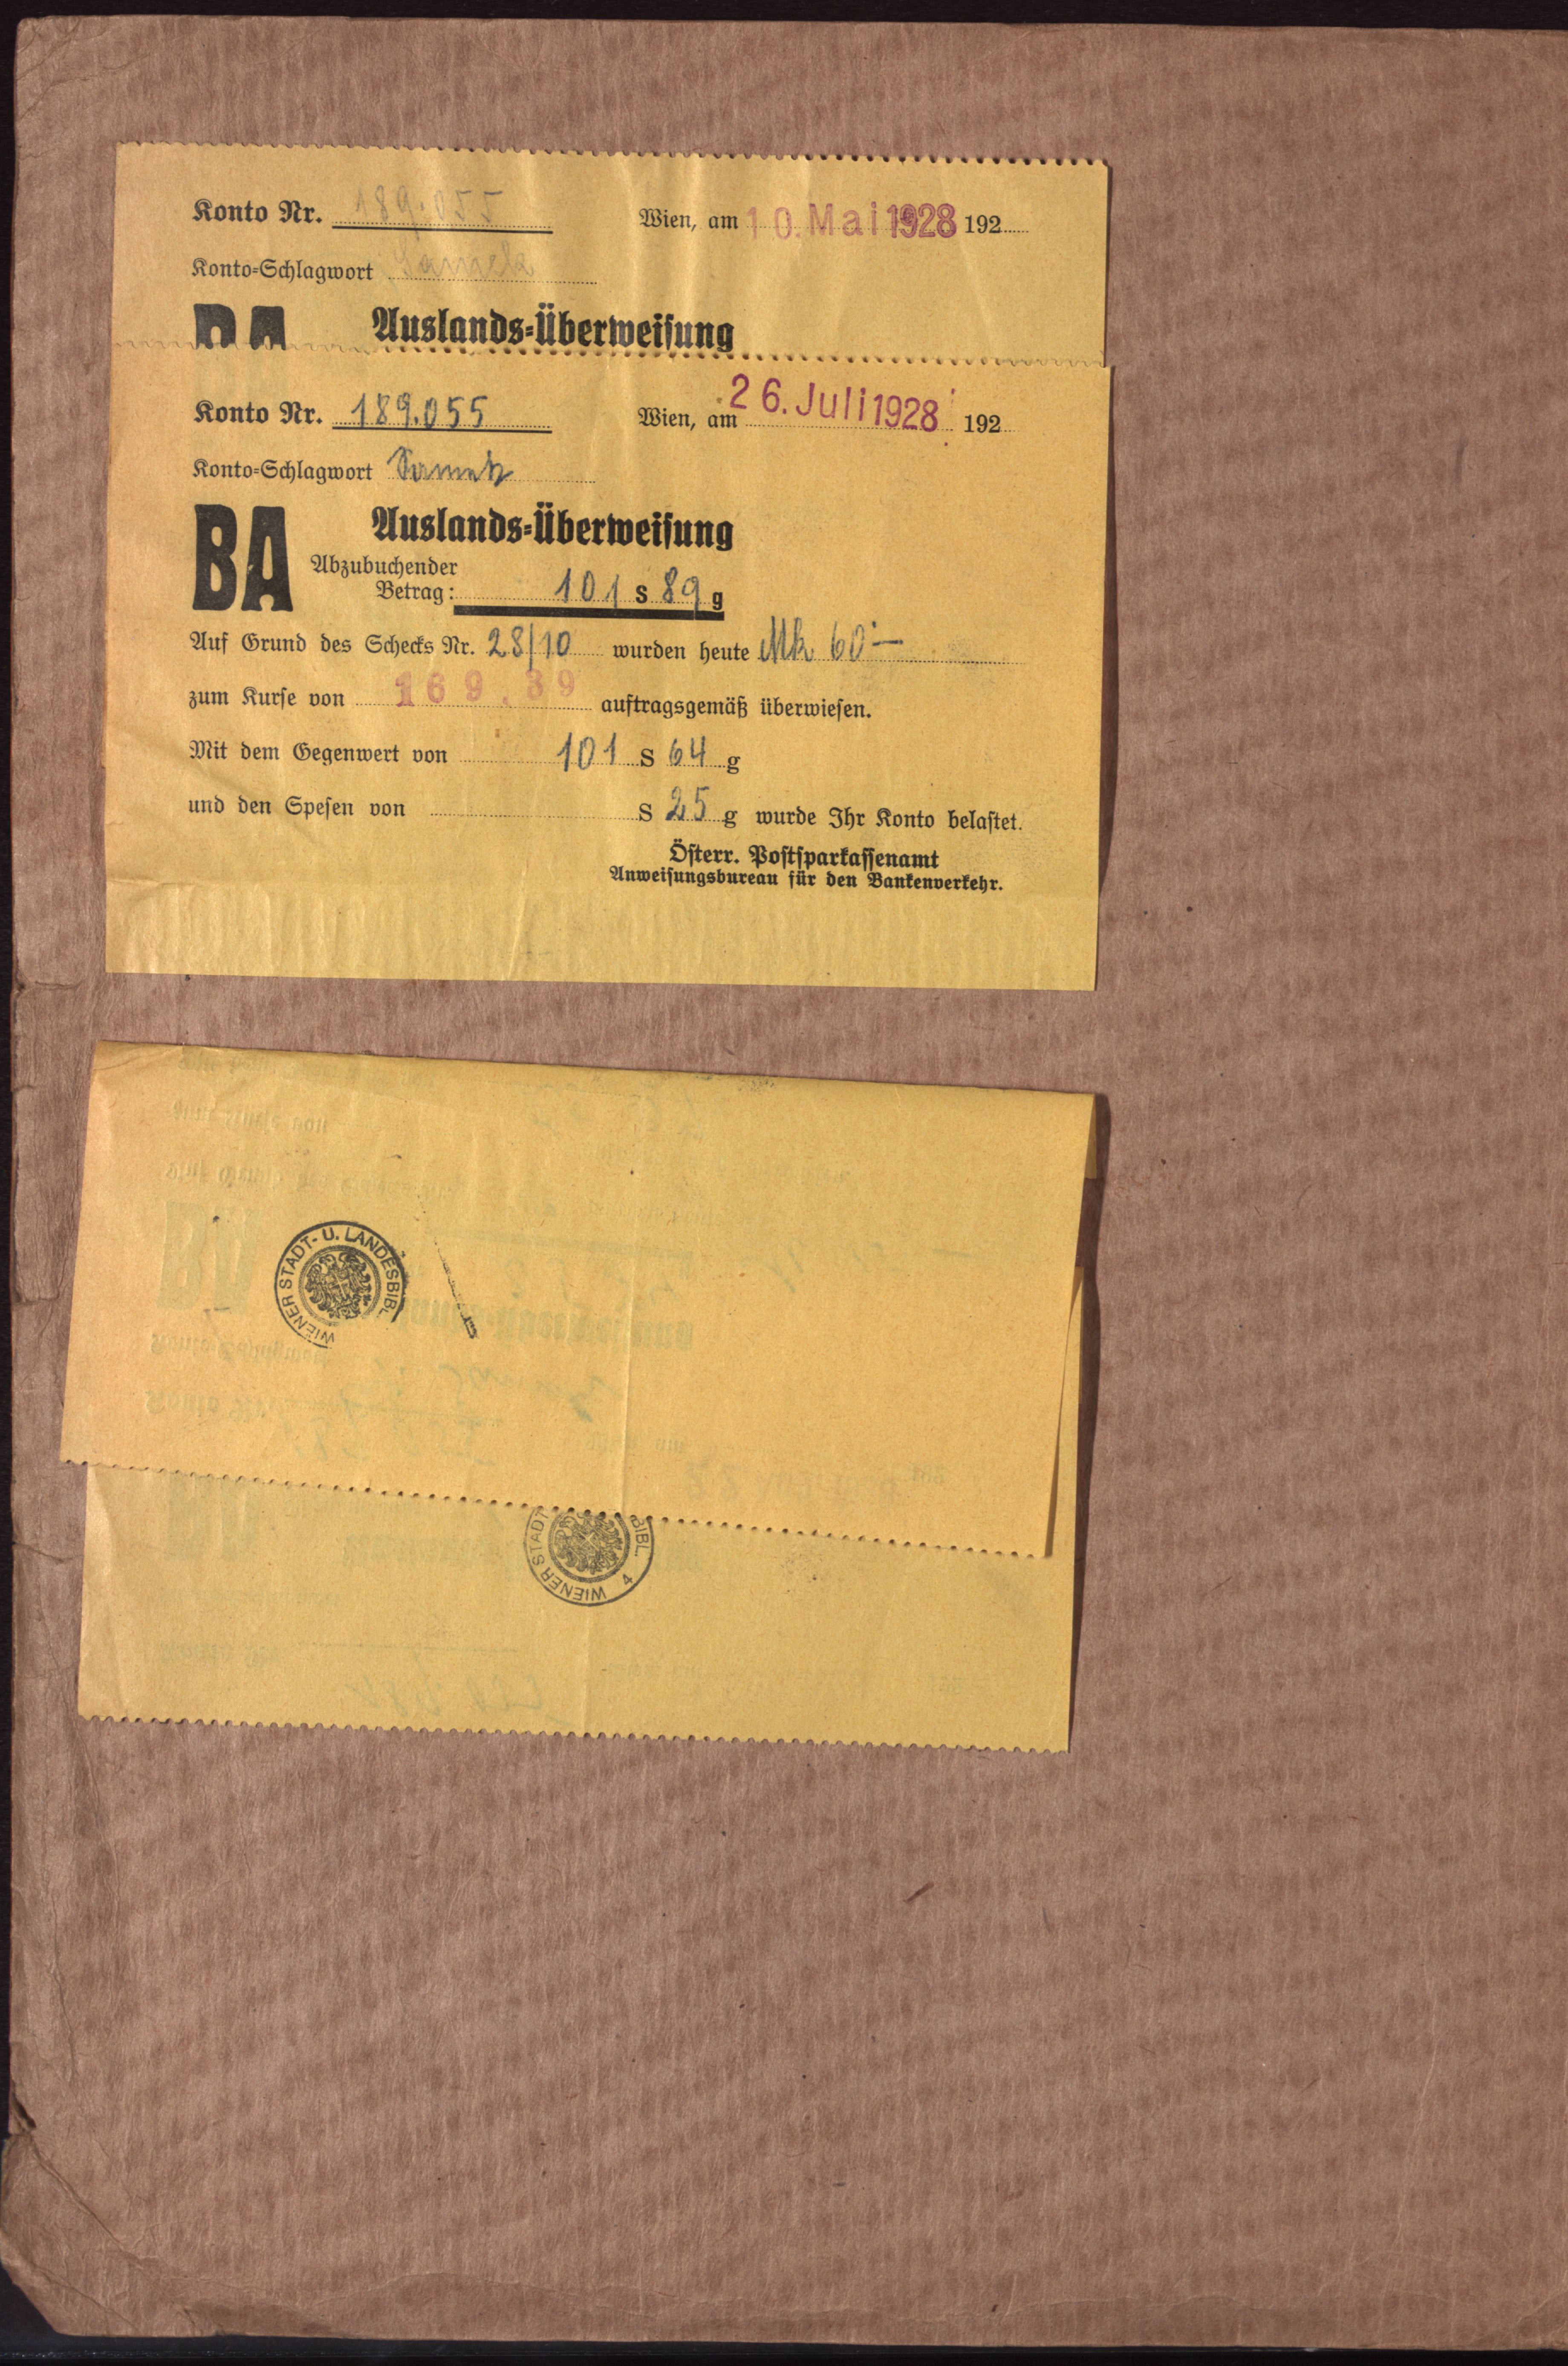 Konto Nr. 189.055 Wien, am 10. Mai 1928 192
Konto-Schlagwort Samek
BA Auslands-Überweisung
Konto Nr. 189.055 Wien, am 26. Juli 1928 192
Konto-Schlagwort Samek
BA Auslands-Überweisung
Abzubuchender
Betrag: 101 S 89 g
Auf Grund des Schecks Nr. 28/10 wurden heute Mk 60·–
zum Kurse von 169.39 auftragsgemäß überwiesen.
Mit dem Gegenwert von 101 S 64 g
und den Spesen von S 25 g wurde Ihr Konto belastet.
Österr. Postsparkassenamt
Anweisungsbureau für den Bankenverkehr.
WIENER STADT- U. LANDESBIBL.
WIENER STADT BIBL. 4